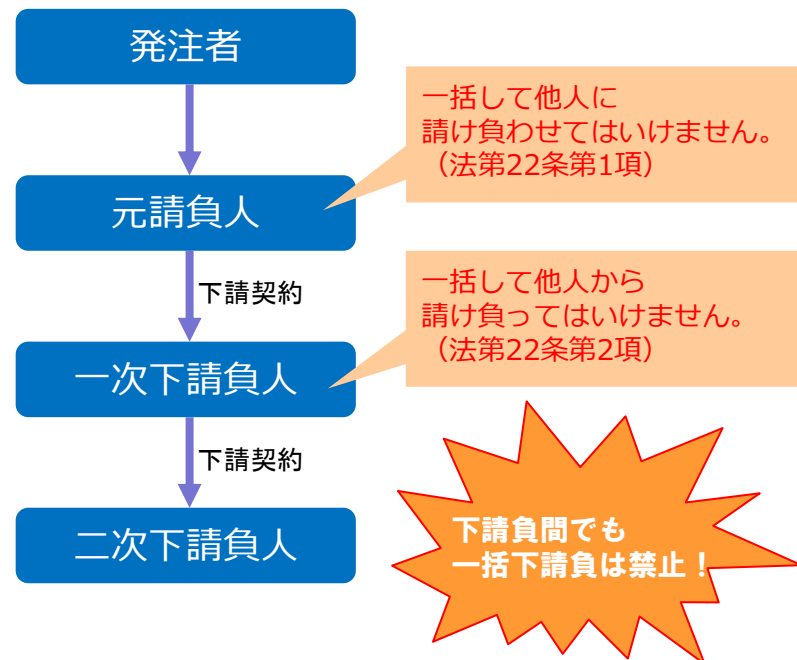 発注者
一括して他人に
請け負わせてはいけません。
（法第22条第1項）
元請負人
下請契約
一括して他人から
請け負ってはいけません。
（法第22条第2項）
一次下請負人
下請契約
下請負間でも
一括下請負は禁止！
二次下請負人